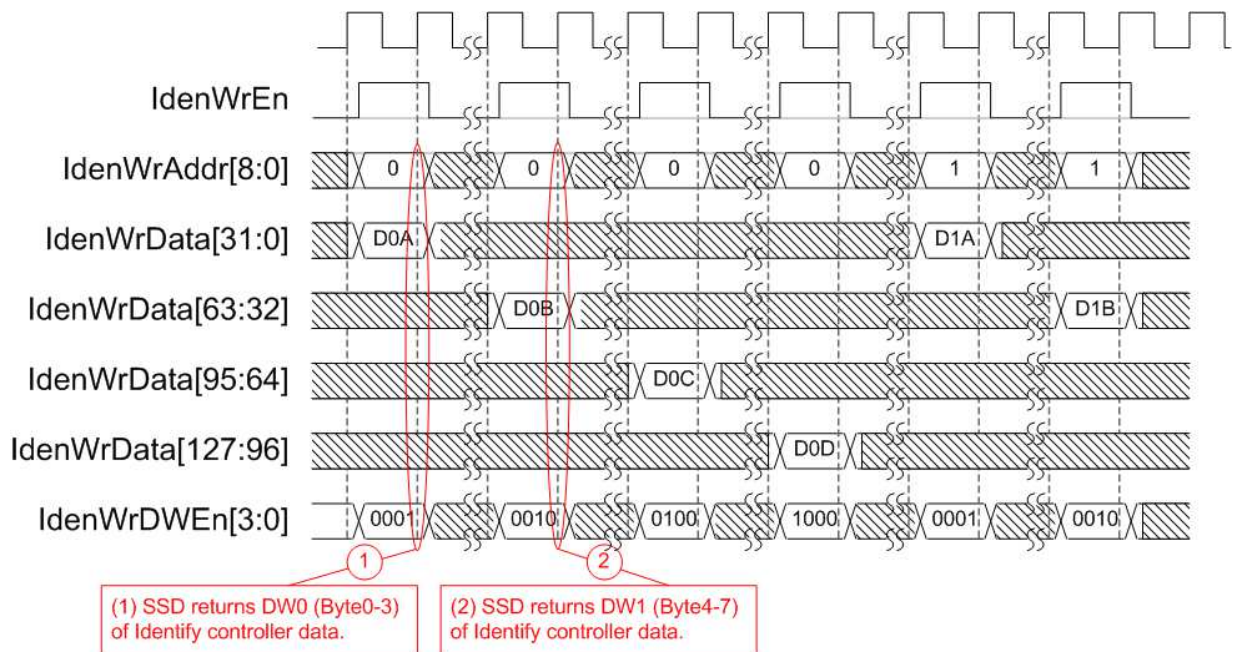 IdenWrEn
IdenWrAddr[8:0] 0 0 0 0 1 1
IdenWrData[31:0] D0A D1A
IdenWrData[63:32] D0B D1B
IdenWrData[95:64] D0C
IdenWrData[127:96] D0D
IdenWrDWEn[3:0] 0001 0010 0100 1000 0001 0010
1 2
(1) SSD returns DW0 (Byte0-3)
of Identify controller data.
(2) SSD returns DW1 (Byte4-7)
of Identify controller data.